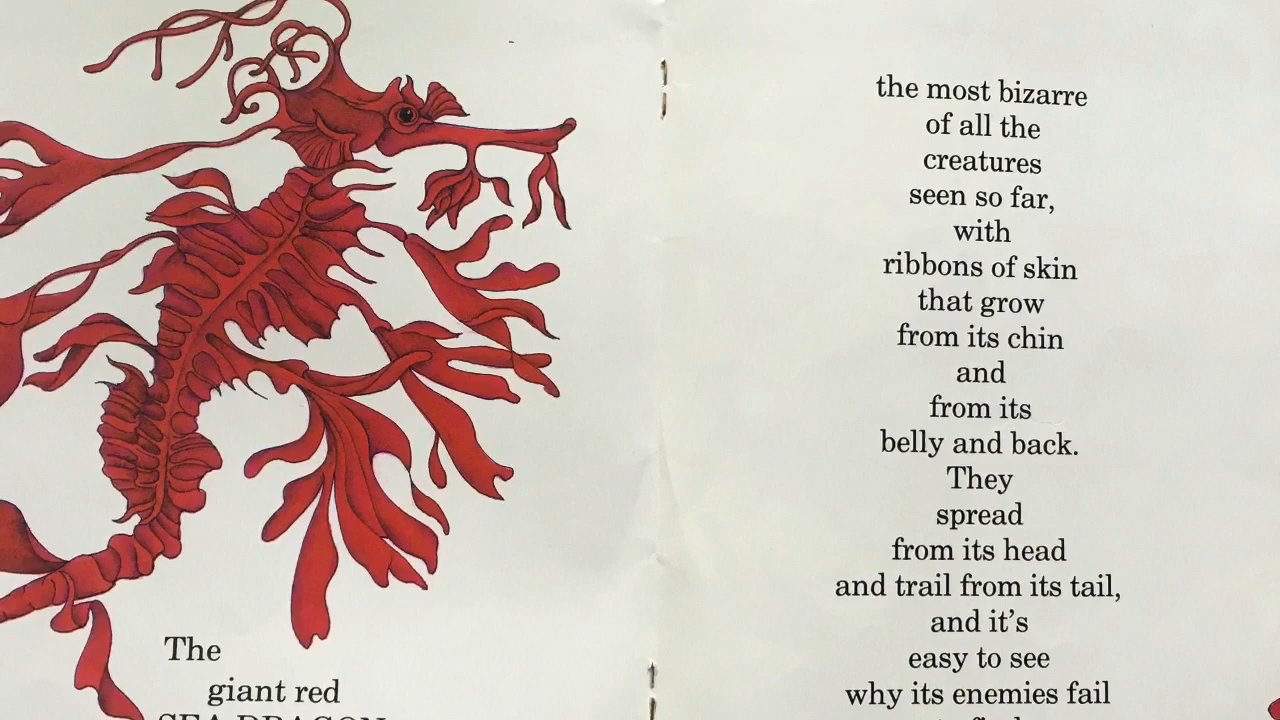 The
giant red
SEA DRAGON
the most bizarre
of all the
creatures
seen so far,
with
ribbons of skin
that grow
from its chin
and
from its
belly and back.
They
spread
from its head
and trail from its tail,
and it's
easy to see
why its enemies fail